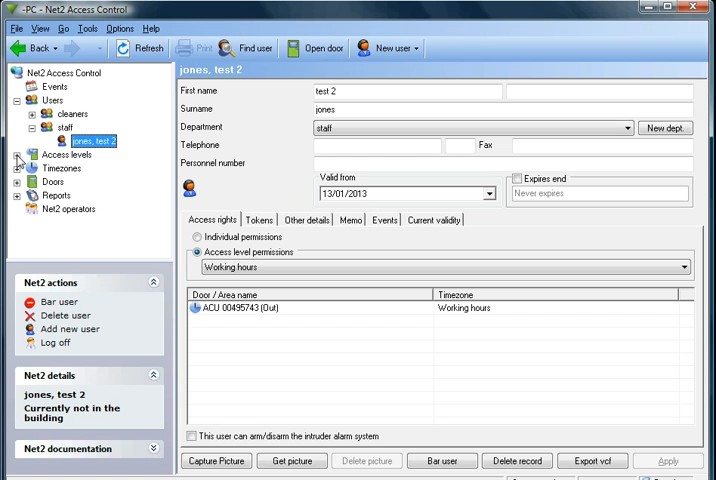 -PC - Net2 Access Control
File View Go Tools Options Help
Back Refresh Print Find user Open door New user
Net2 Access Control
Events
Users
cleaners
staff
jones, test 2
Access levels
Timezones
Doors
Reports
Net2 operators
Net2 actions
Bar user
Delete user
Add new user
Log off
Net2 details
jones, test 2
Currently not in the
building
Net2 documentation
jones, test 2
First name test 2
Surname jones
Department staff New dept.
Telephone Fax
Personnel number
Valid from Expires end
13/01/2013 Never expires
Access rights Tokens Other details Memo Events Current validity
Individual permissions
Access level permissions
Working hours
Door / Area name Timezone
ACU 00495743 (Out) Working hours
This user can arm/disarm the intruder alarm system
Capture Picture Get picture Delete picture Bar user Delete record Export vcf Apply